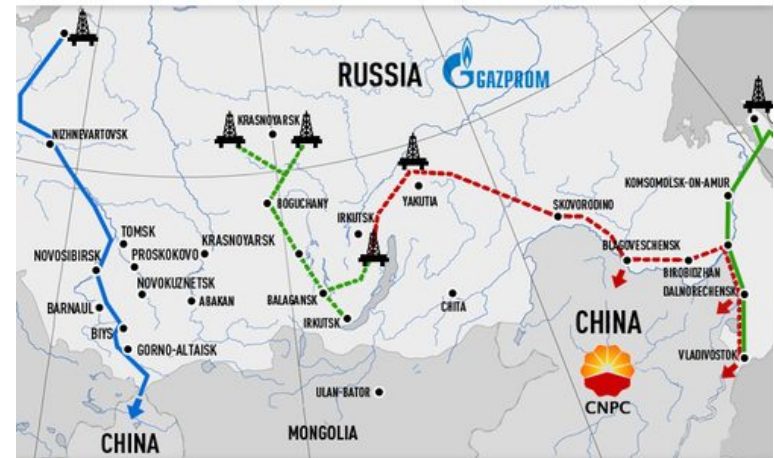 RUSSIA
GAZPROM
KRASNOYARSK
NIZHNEVARTOVSK
KOMSOMOLSK-ON-AMUR
YAKUTIA
BOGUCHANY
SKOVORODINO
IRKUTSK
TOMSK
KRASNOYARSK
PROSKOKOVO
BLAGOVESCHENSK
NOVOSIBIRSK
BIROBIDZHAN
NOVOKUZNETSK
DALNORECHENSK
BALAGANSK
ABAKAN
CHITA
BARNAUL
IRKUTSK
CHINA
BIYS
GORNO-ALTAISK
VLADIVOSTOK
ULAN-BATOR
CNPC
MONGOLIA
CHINA